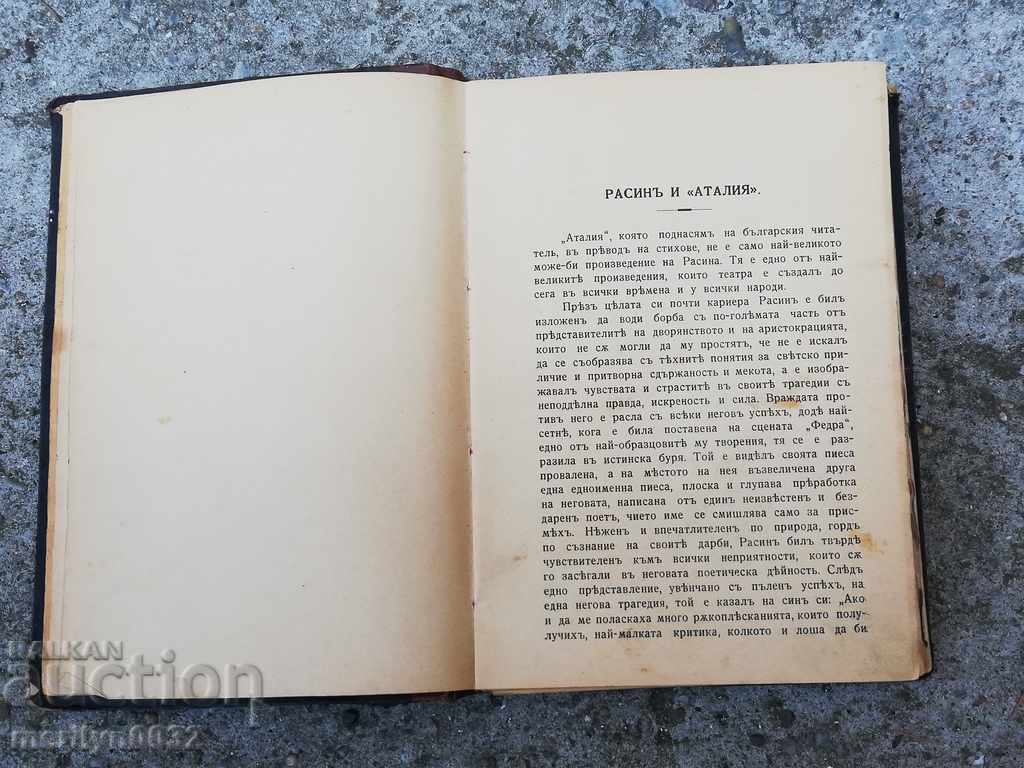 РАСИНЪ И «АТАЛИЯ».
„Аталия“, която поднасямъ на българския чита-
тель, въ прѣводъ на стихове, не е само най-великото
може-би произведение на Расина. Тя е едно отъ най-
великитѣ произведения, които театра е създалъ до
сега въ всички врѣмена и у всички народи.
Прѣзъ цѣлата си почти кариера Расинъ е билъ
изложенъ да води борба съ по-голѣмата часть отъ
прѣдставителитѣ на дворянството и на аристокрацията,
които не сѫ могли да му простятъ, че не е искалъ
да се съобразява съ тѣхнитѣ понятия за свѣтско при-
личие и притворна сдържаность и мекота, а е изобра-
жавалъ чувствата и страститѣ въ своитѣ трагедии съ
неподдѣлна правда, искреность и сила. Враждата про-
тивъ него е расла съ всѣки неговъ успѣхъ, додѣ най-
сетнѣ, кога е била поставена на сцената „Федра“,
едно отъ най-образцовитѣ му творения, тя се е раз-
разила въ истинска буря. Той е видѣлъ своята пиеса
провалена, а на мѣстото на нея възвеличена друга
една едноименна пиеса, плоска и глупава прѣработка
на неговата, написана отъ единъ неизвѣстенъ и без-
даренъ поетъ, чието име се смишлява само за присмѣхъ-
мѣхъ. Нѣженъ и впечатлителенъ по природа, гордъ
по съзнание на своитѣ дарби, Расинъ билъ твърдѣ
чувствителенъ къмъ всички неприятности, които сѫ
го засѣгали въ неговата поетическа дѣйность. Слѣдъ
едно прѣдставление, увѣнчано съ пъленъ успѣхъ, на
една негова трагедия, той е казалъ на синъ си: „Ако
и да ме поласкаха много рѫкоплѣсканията, които полу-
лучихъ, най-малката критика, колкото и лоша да би
BALKAN
auction
merilyn0032